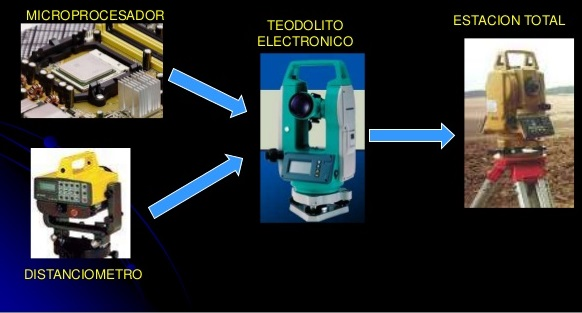 MICROPROCESADOR
TEODOLITO
ELECTRONICO
ESTACION TOTAL
DISTANCIOMETRO